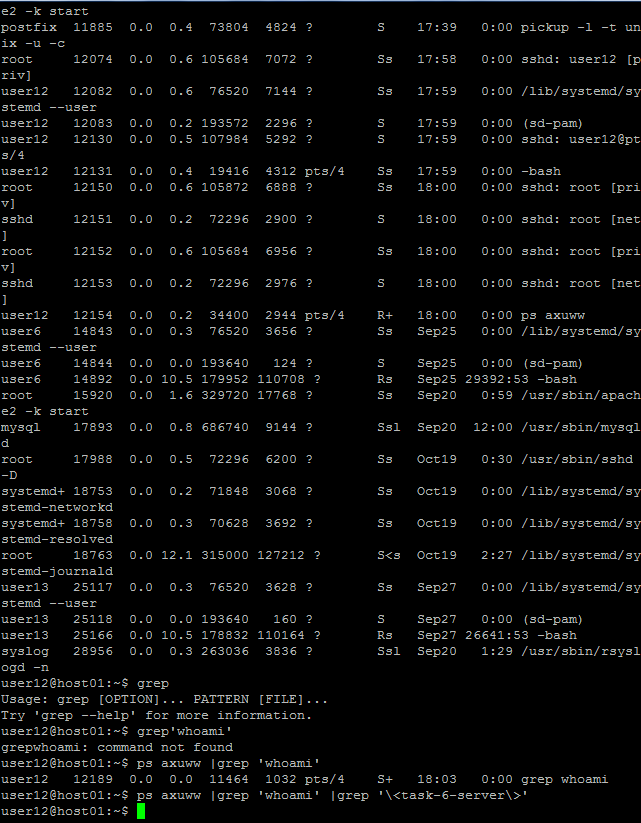 e2 -k start
postfix  11885  0.0  0.4  73804  4824 ?        S    17:39   0:00 pickup -l -t un
ix -u -c
root     12074  0.0  0.6 105684  7072 ?        Ss   17:58   0:00 sshd: user12 [p
riv]
user12   12082  0.0  0.6  76520  7144 ?        Ss   17:59   0:00 /lib/systemd/sy
stemd --user
user12   12083  0.0  0.2 193572  2296 ?        S    17:59   0:00 (sd-pam)
user12   12130  0.0  0.5 107984  5292 ?        S    17:59   0:00 sshd: user12@pt
s/4
user12   12131  0.0  0.4  19416  4312 pts/4    Ss   17:59   0:00 -bash
root     12150  0.0  0.6 105872  6888 ?        Ss   18:00   0:00 sshd: root [pri
v]
sshd     12151  0.0  0.2  72296  2900 ?        S    18:00   0:00 sshd: root [net
]
root     12152  0.0  0.6 105684  6956 ?        Ss   18:00   0:00 sshd: root [pri
v]
sshd     12153  0.0  0.2  72296  2976 ?        S    18:00   0:00 sshd: root [net
]
user12   12154  0.0  0.2  34400  2944 pts/4    R+   18:00   0:00 ps axuww
user6    14843  0.0  0.3  76520  3656 ?        Ss   Sep25   0:00 /lib/systemd/sy
stemd --user
user6    14844  0.0  0.0 193640   124 ?        S    Sep25   0:00 (sd-pam)
user6    14892  0.0 10.5 179952 110708 ?       Rs   Sep25 29392:53 -bash
root     15920  0.0  1.6 329720 17768 ?        Ss   Sep20   0:59 /usr/sbin/apach
e2 -k start
mysql    17893  0.0  0.8 686740  9144 ?        Ssl  Sep20  12:00 /usr/sbin/mysql
d
root     17988  0.0  0.5  72296  6200 ?        Ss   Oct19   0:30 /usr/sbin/sshd
-D
systemd+ 18753  0.0  0.2  71848  3068 ?        Ss   Oct19   0:00 /lib/systemd/sy
stemd-networkd
systemd+ 18758  0.0  0.3  70628  3692 ?        Ss   Oct19   0:00 /lib/systemd/sy
stemd-resolved
root     18763  0.0 12.1 315000 127212 ?       S<s  Oct19   2:27 /lib/systemd/sy
stemd-journald
user13   25117  0.0  0.3  76520  3628 ?        Ss   Sep27   0:00 /lib/systemd/sy
stemd --user
user13   25118  0.0  0.0 193640   160 ?        S    Sep27   0:00 (sd-pam)
user13   25166  0.0 10.5 178832 110164 ?       Rs   Sep27 26641:53 -bash
syslog   28956  0.0  0.3 263036  3836 ?        Ssl  Sep20   1:29 /usr/sbin/rsysl
ogd -n
user12@host01:~$ grep
Usage: grep [OPTION]... PATTERN [FILE]...
Try 'grep --help' for more information.
user12@host01:~$ grep'whoami'
grepwhoami: command not found
user12@host01:~$ ps axuww |grep 'whoami'
user12   12189  0.0  0.0  11464  1032 pts/4    S+   18:03   0:00 grep whoami
user12@host01:~$ ps axuww |grep 'whoami' |grep '\<task-6-server\>'
user12@host01:~$